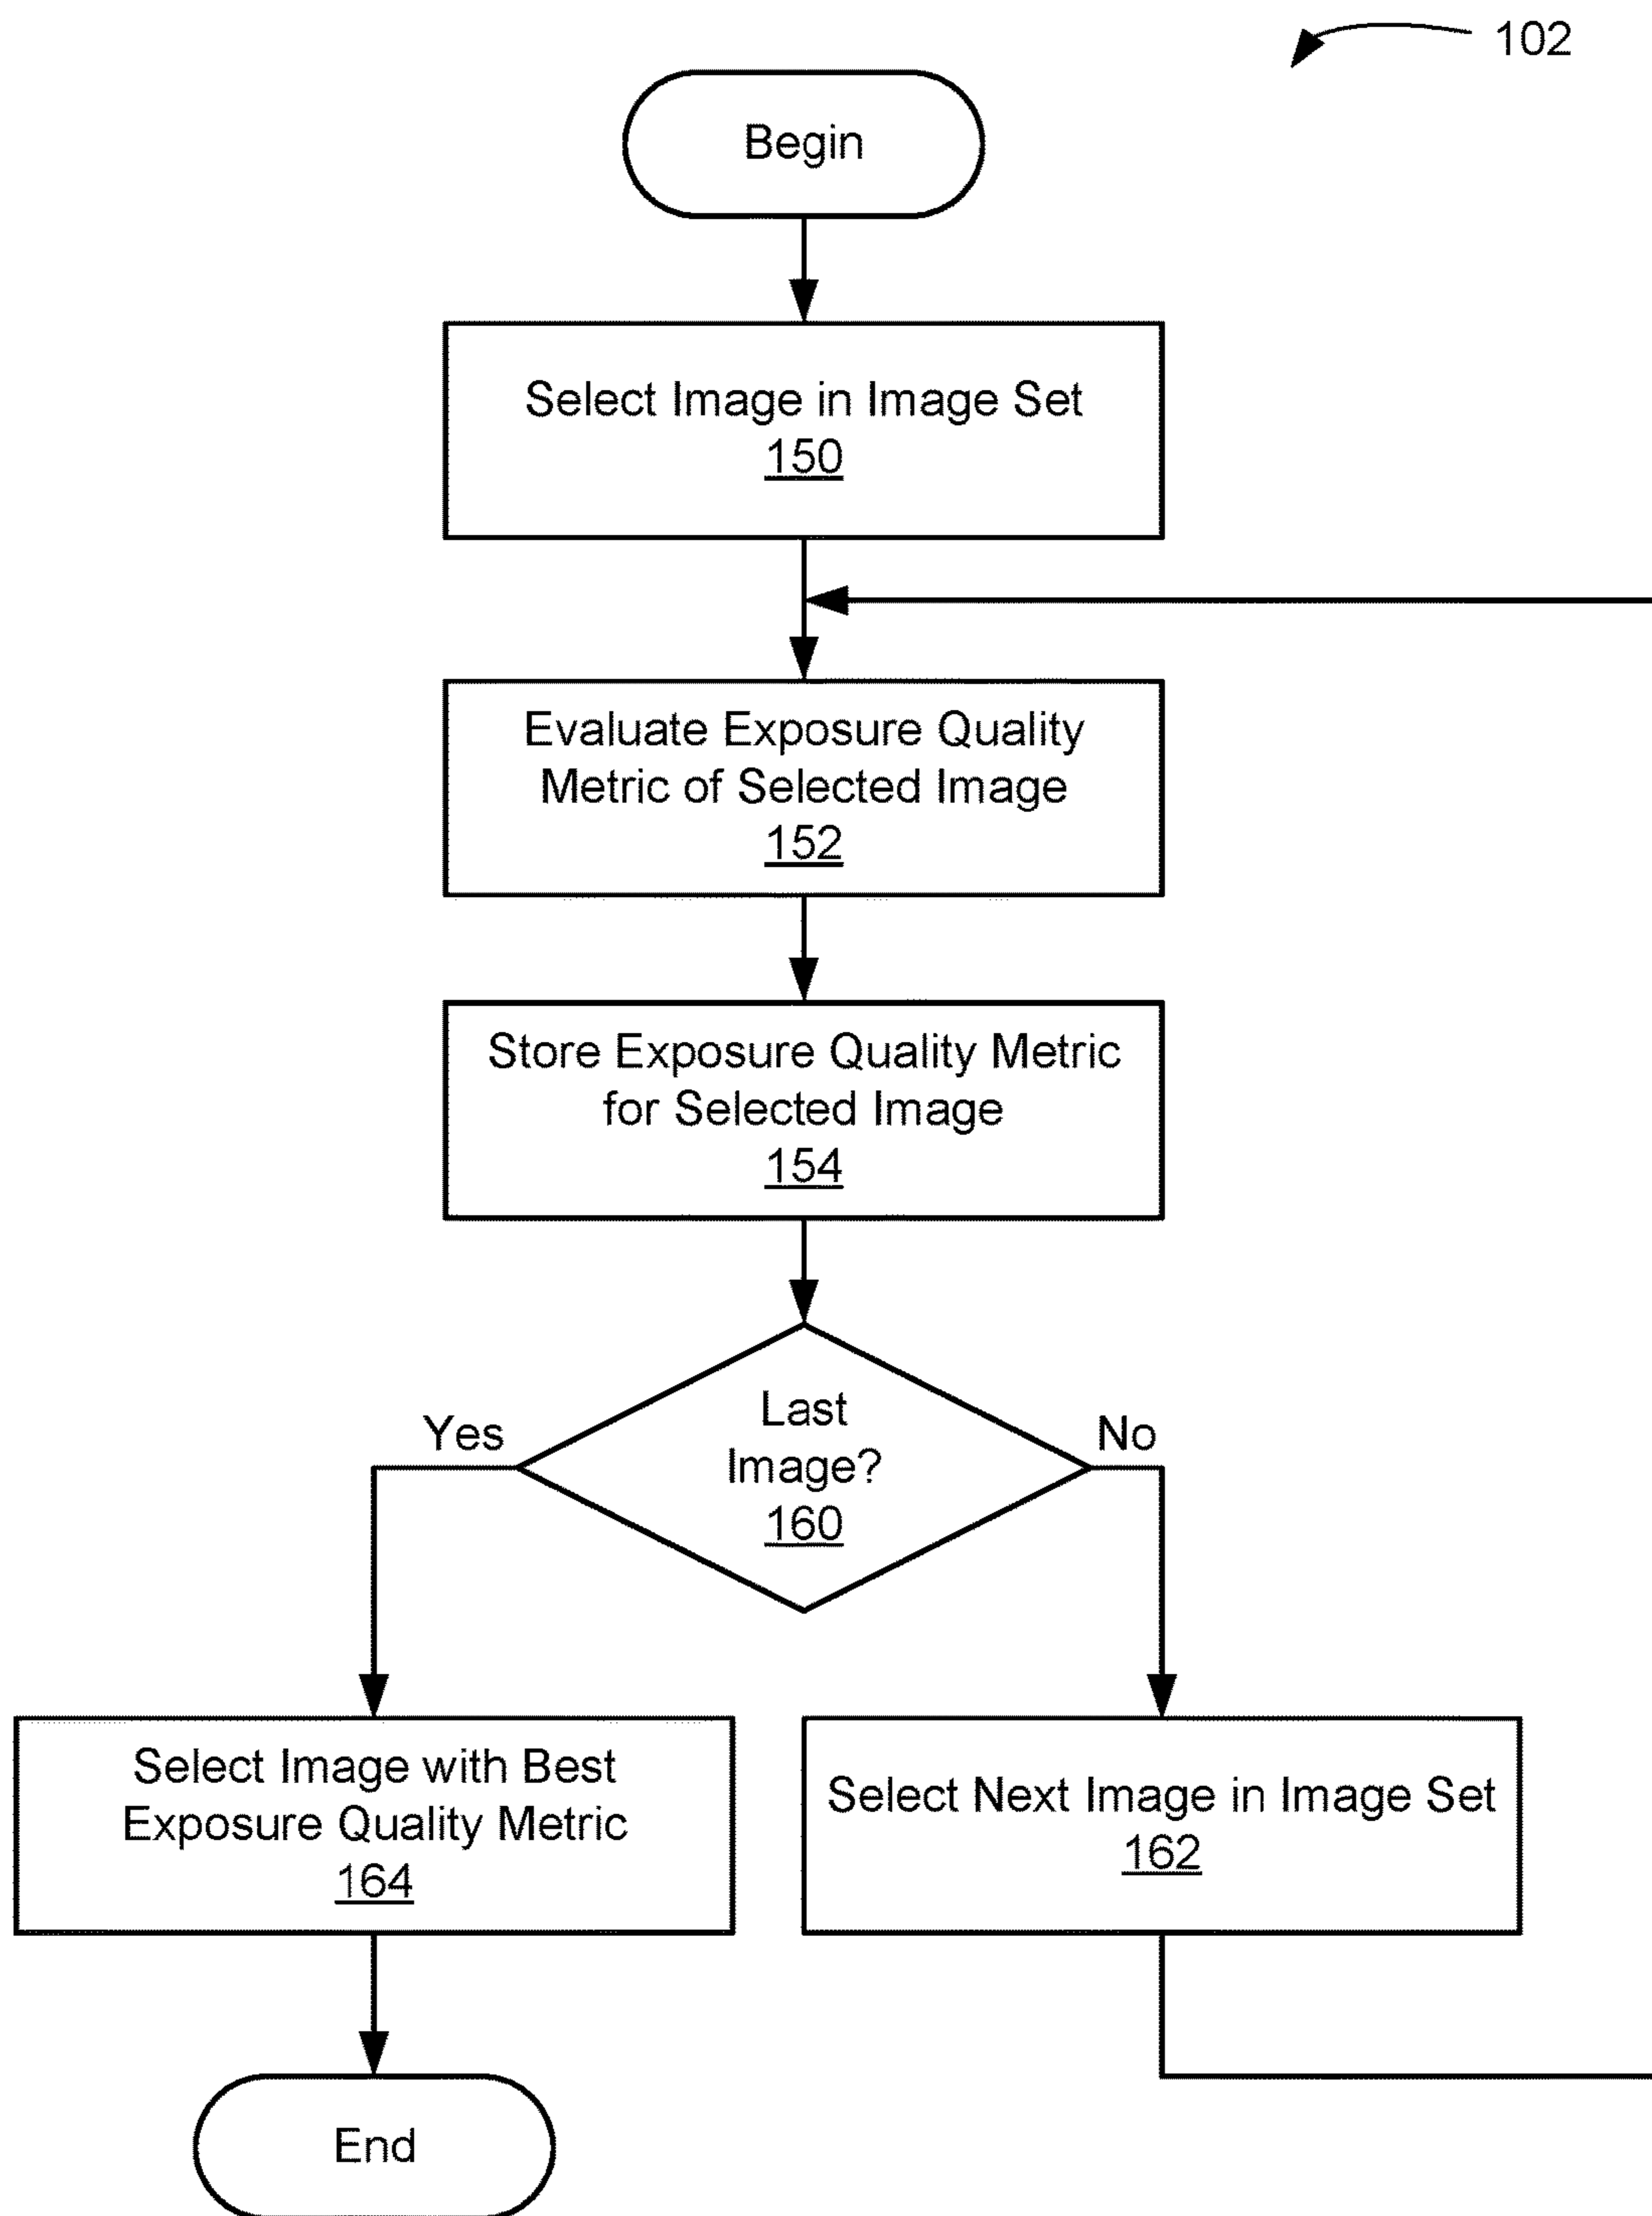 102
Begin
Select Image in Image Set
150
Evaluate Exposure Quality
Metric of Selected Image
152
Store Exposure Quality Metric
for Selected Image
154
Last
Image?
160
Yes
No
Select Image with Best
Exposure Quality Metric
164
Select Next Image in Image Set
162
End